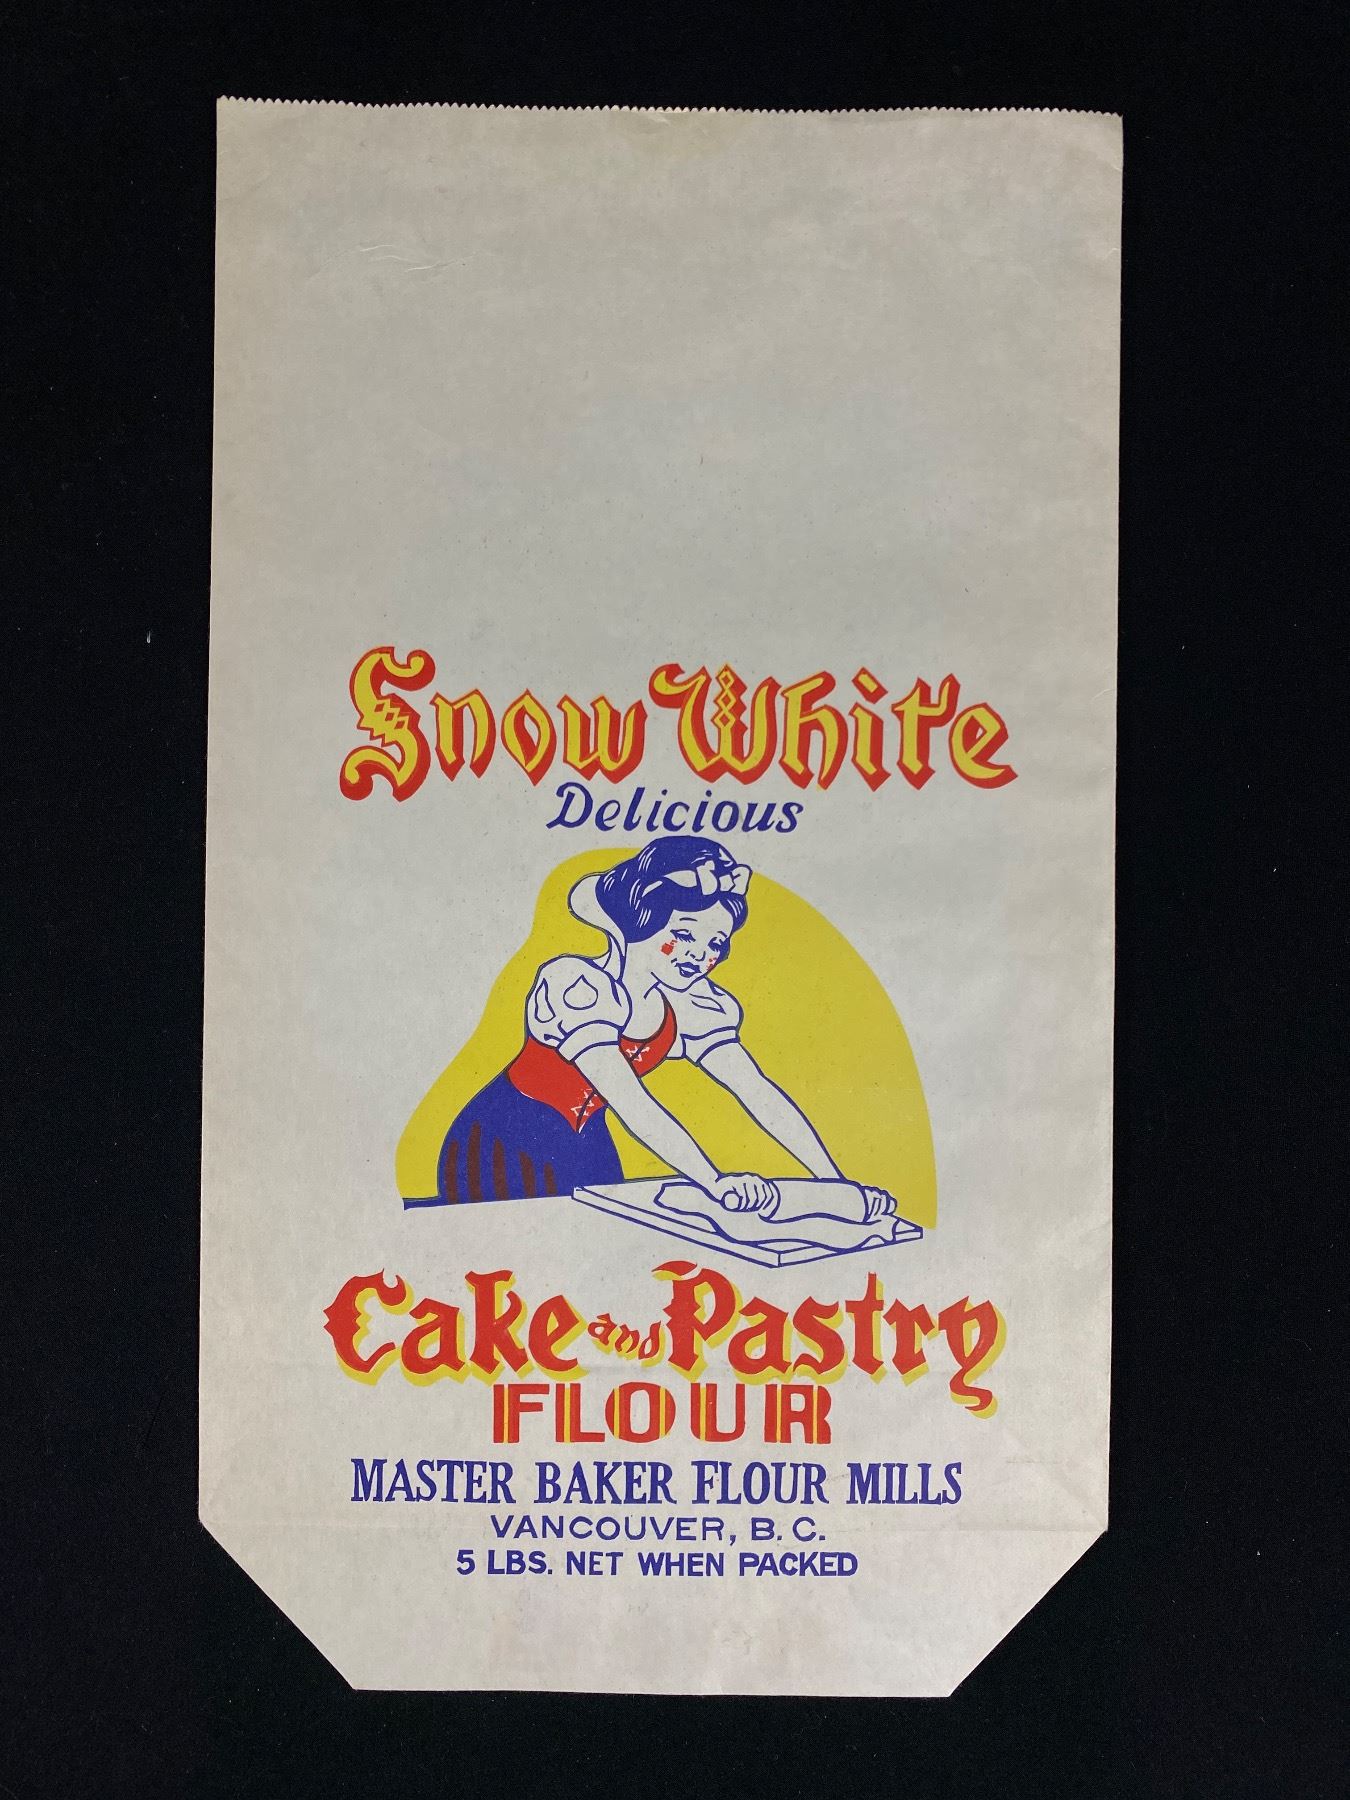 Snow White
Delicious
Cake and Pastry
FLOUR
MASTER BAKER FLOUR MILLS
VANCOUVER, B. C.
5 LBS. NET WHEN PACKED